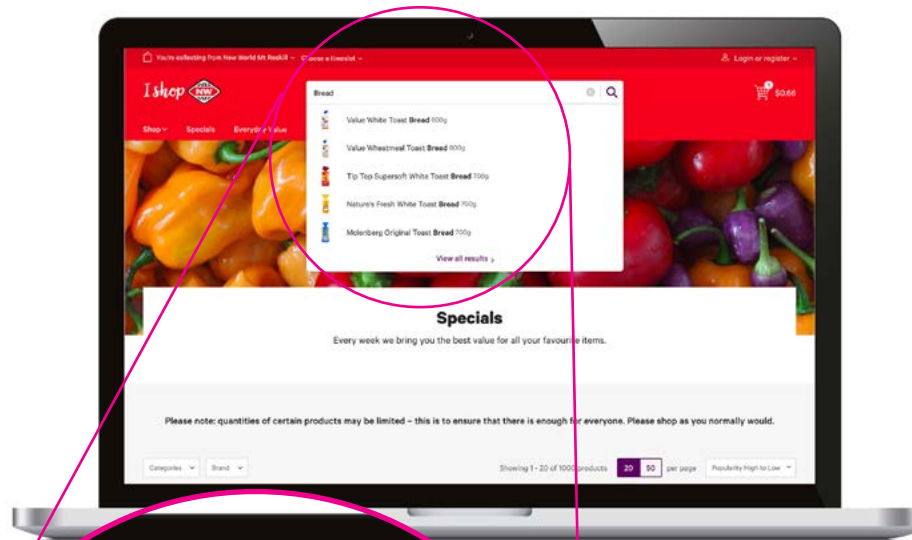 You're collecting from New World Mt Roskill
Choose a timeslot
Login or register
I shop
NW
Bread
$0.66
Shop
Specials
Everyday Value
Value White Toast Bread 600g
Value Wheatmeal Toast Bread 600g
Tip Top Supersoft White Toast Bread 700g
Nature's Fresh White Toast Bread 700g
Molenberg Original Toast Bread 700g
View all results
Specials
Every week we bring you the best value for all your favourite items.
Please note: quantities of certain products may be limited – this is to ensure that there is enough for everyone. Please shop as you normally would.
Categories
Brand
Showing 1 - 20 of 1000 products
20
50
per page
Popularity High to Low